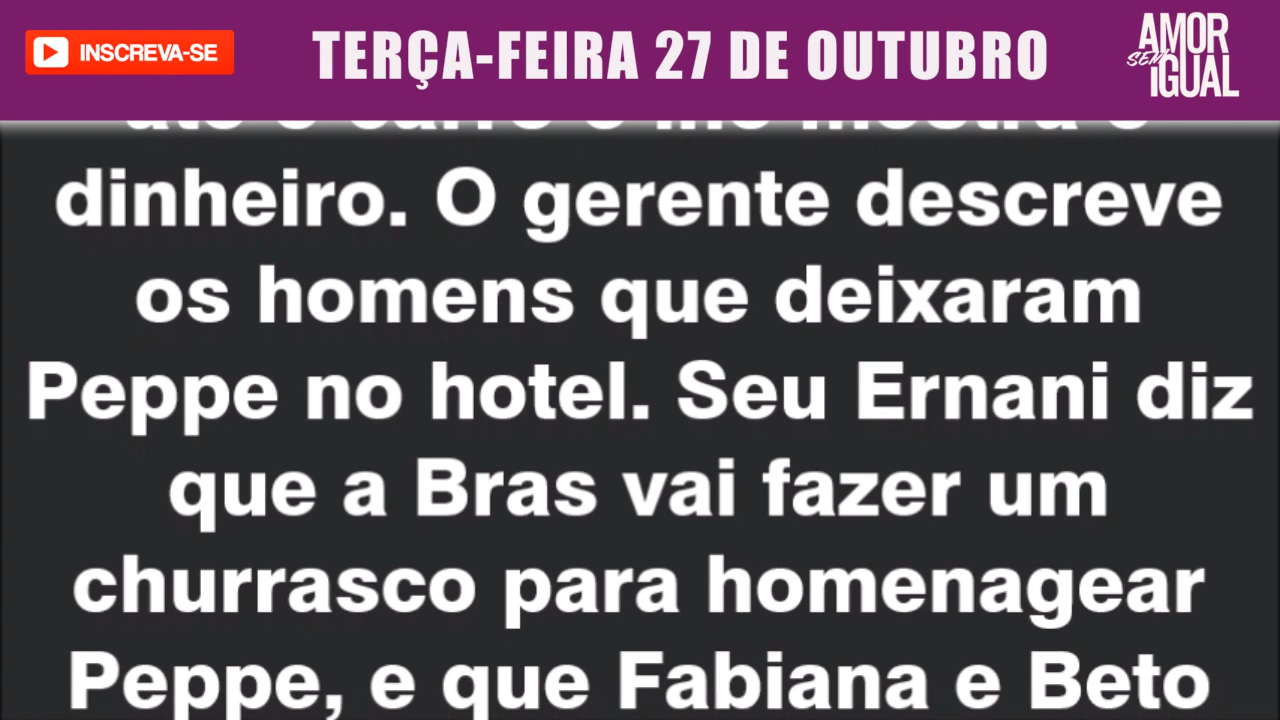 INSCREVA-SE
TERÇA-FEIRA 27 DE OUTUBRO
AMOR
SEM
IGUAL
dinheiro. O gerente descreve
os homens que deixaram
Peppe no hotel. Seu Ernani diz
que a Bras vai fazer um
churrasco para homenagear
Peppe, e que Fabiana e Beto